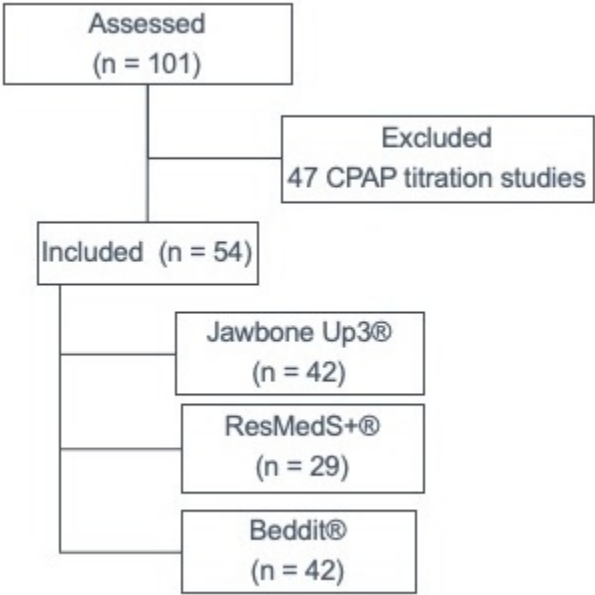 Assessed
(n = 101)
Excluded
47 CPAP titration studies
Included (n = 54)
Jawbone Up3®
(n = 42)
ResMedS+®
(n = 29)
Beddit®
(n = 42)